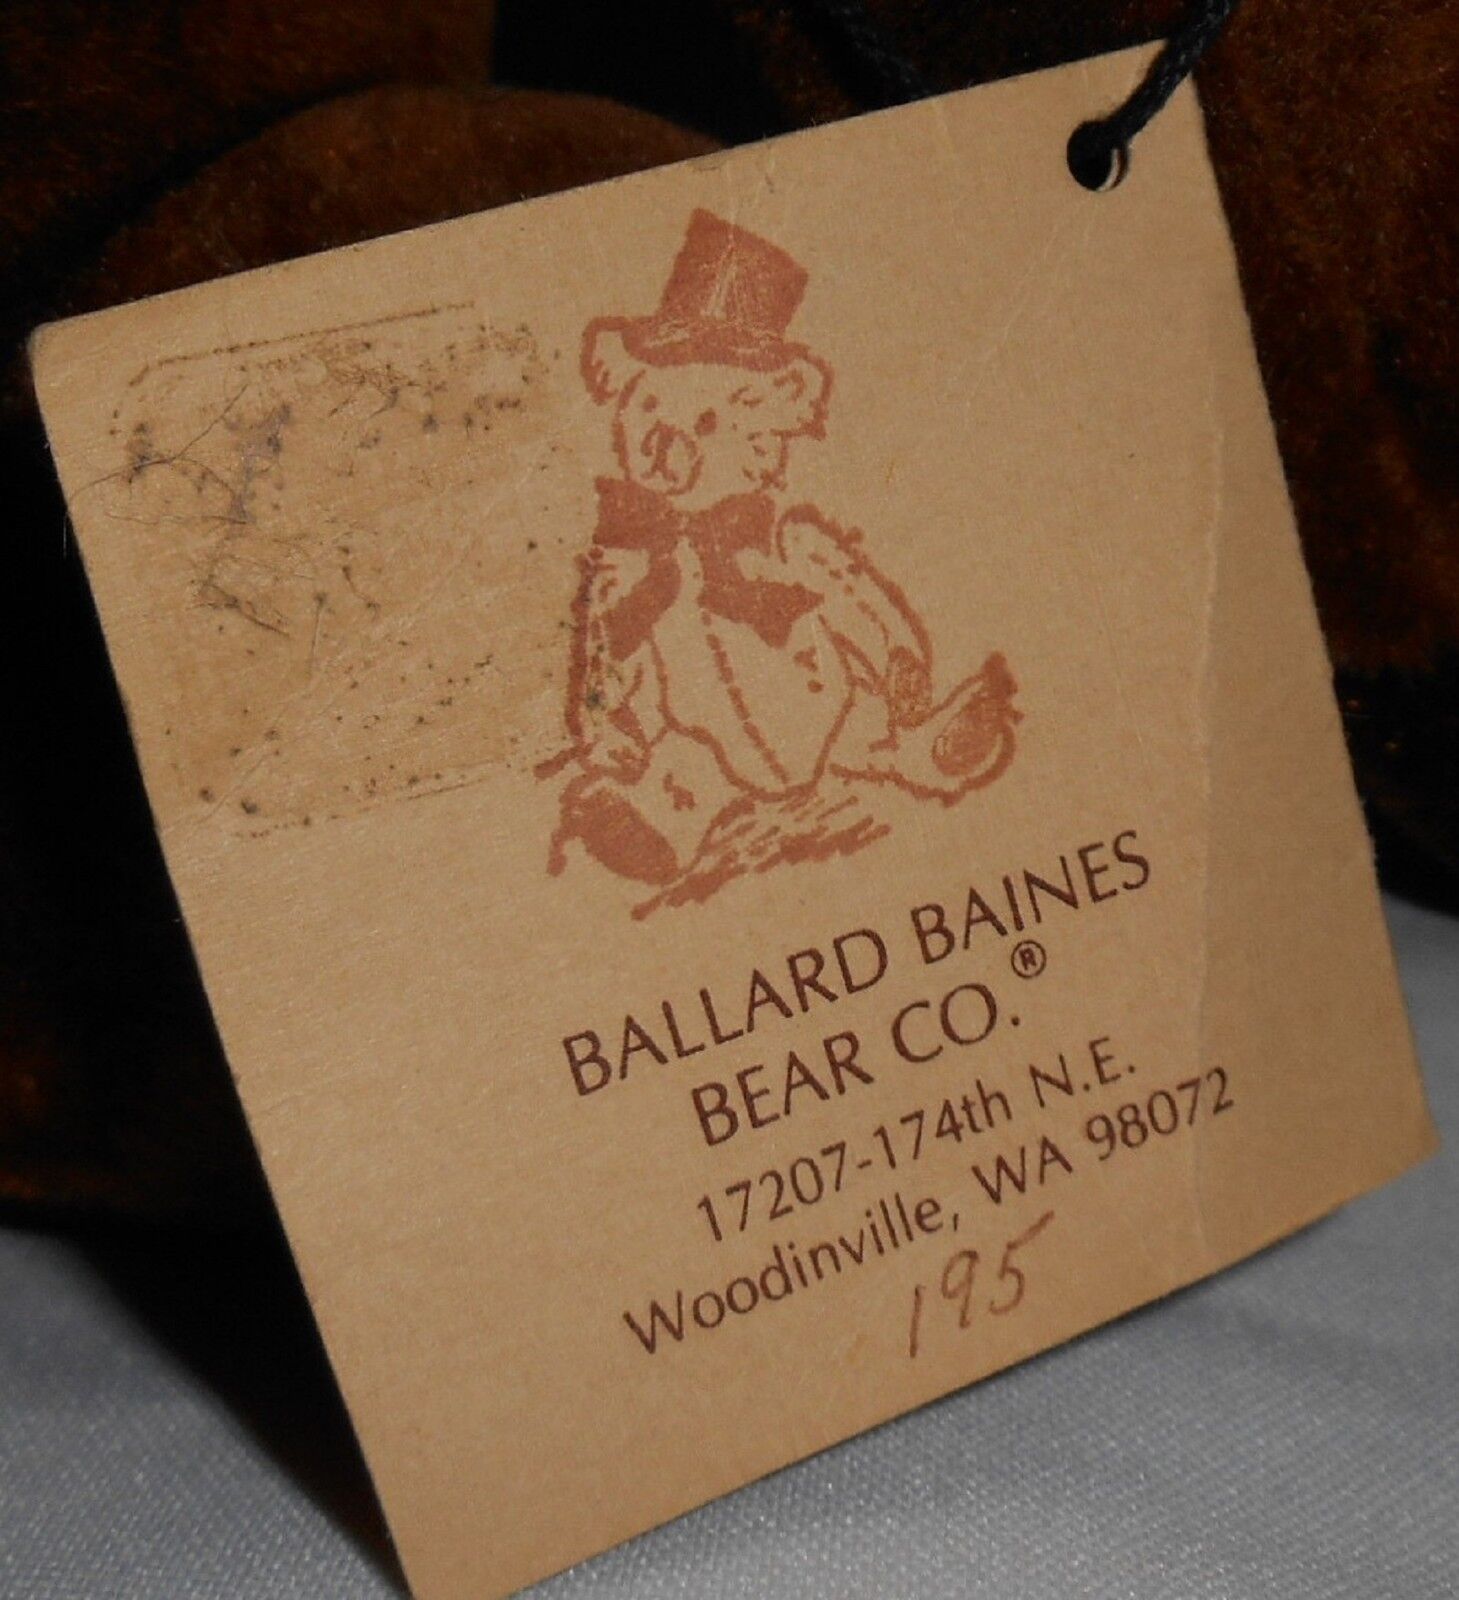 BALLARD BAINES
BEAR CO.®
17207-174th N.E.
Woodinville, WA 98072
195